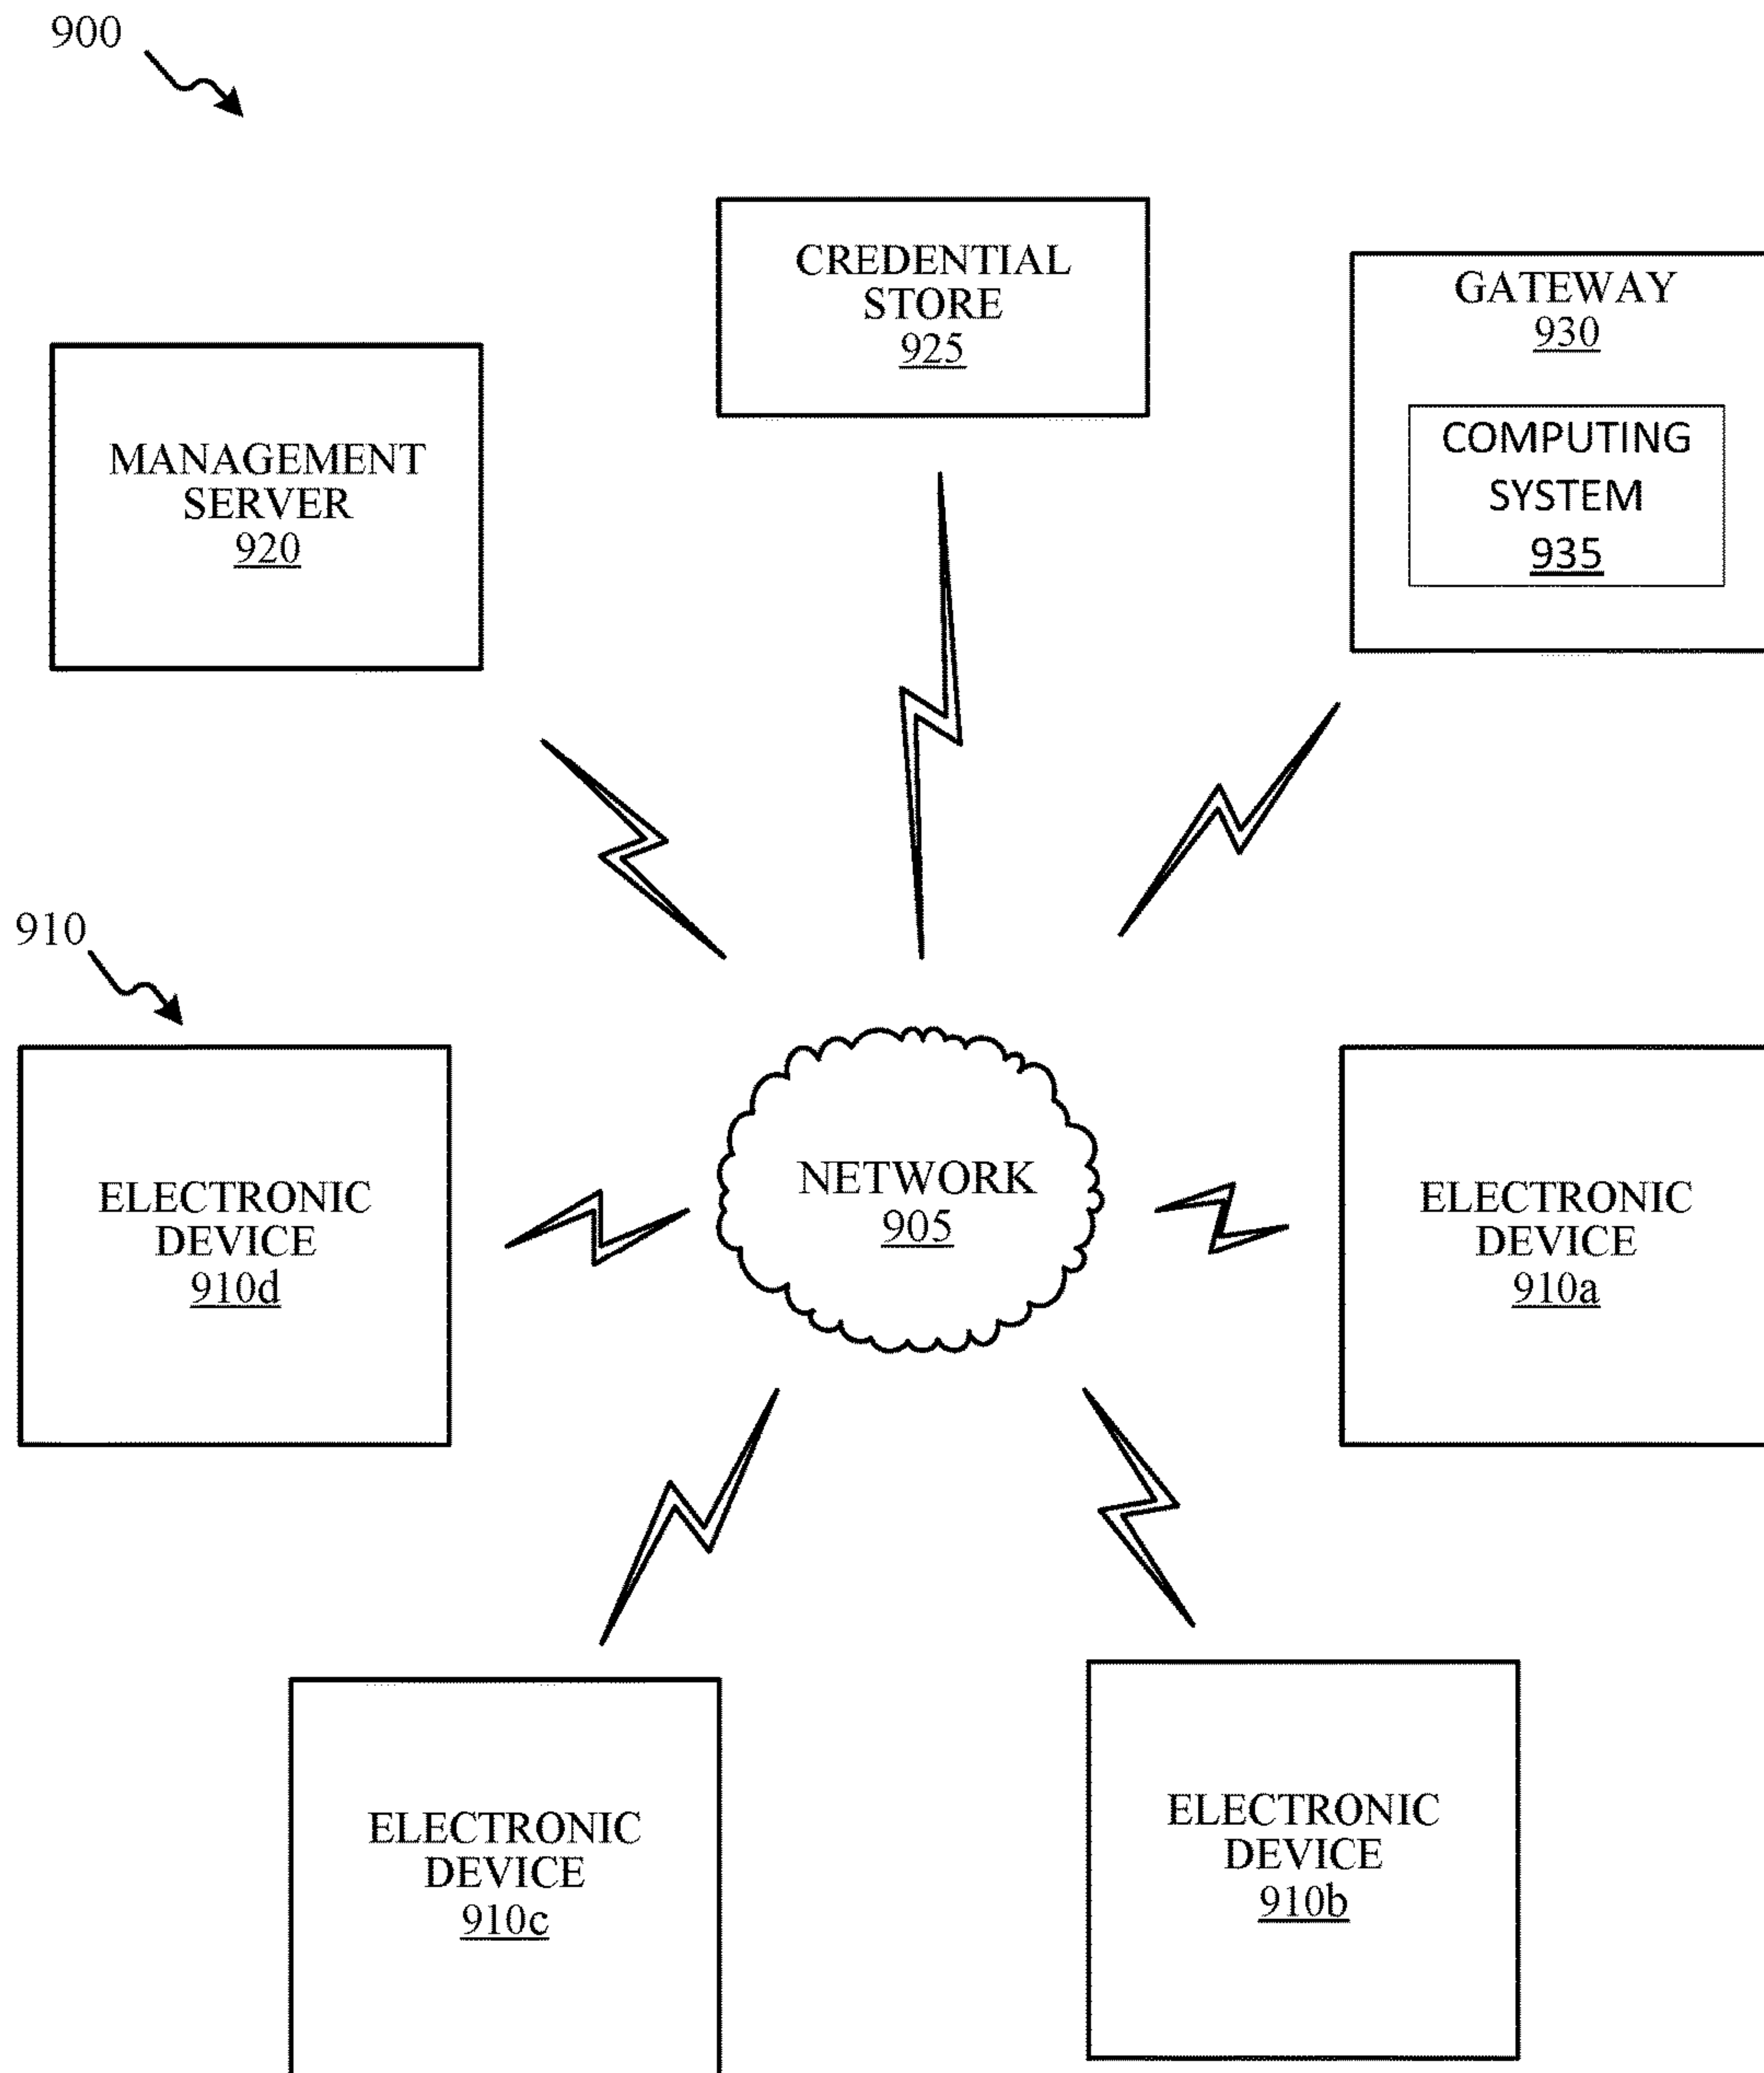 900
CREDENTIAL
STORE
925
GATEWAY
930
COMPUTING
SYSTEM
935
MANAGEMENT
SERVER
920
910
NETWORK
905
ELECTRONIC
DEVICE
910d
ELECTRONIC
DEVICE
910a
ELECTRONIC
DEVICE
910c
ELECTRONIC
DEVICE
910b